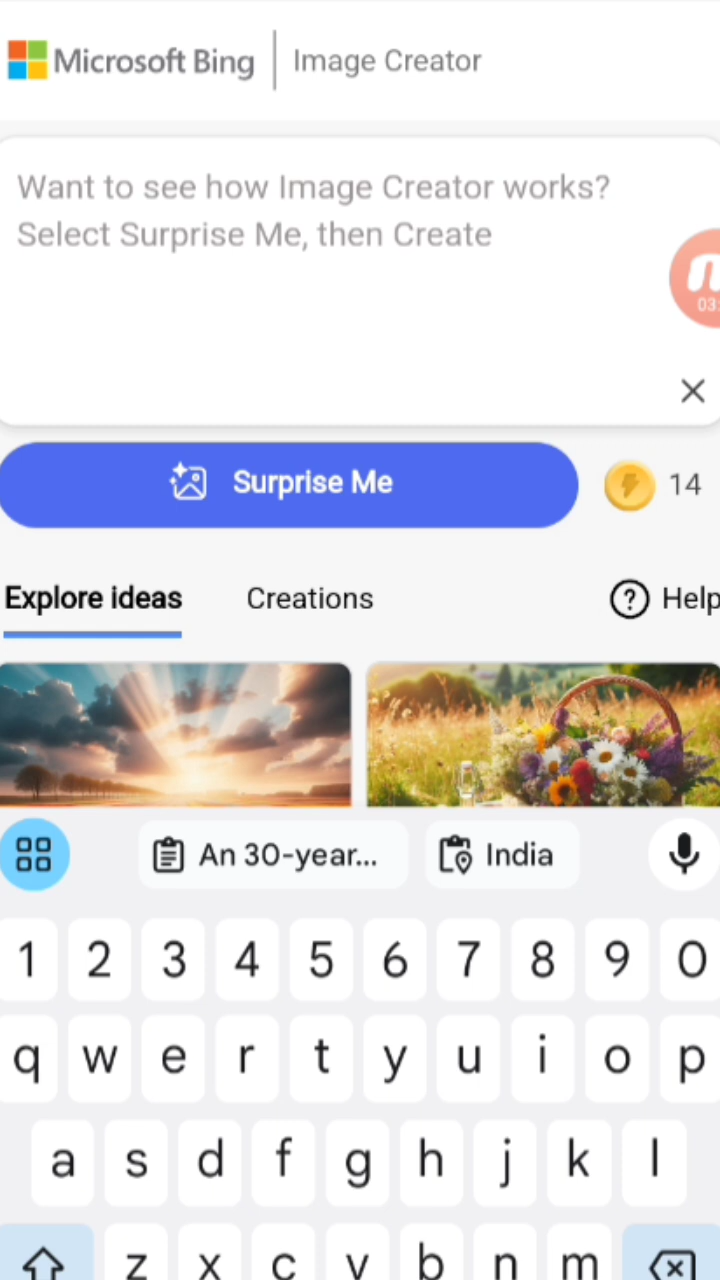 Microsoft Bing | Image Creator
Want to see how Image Creator works?
Select Surprise Me, then Create
03:
Surprise Me
14
Explore ideas
Creations
Help
An 30-year...
India
1 2 3 4 5 6 7 8 9 0
q w e r t y u i o p
a s d f g h j k l
z x c v b n m